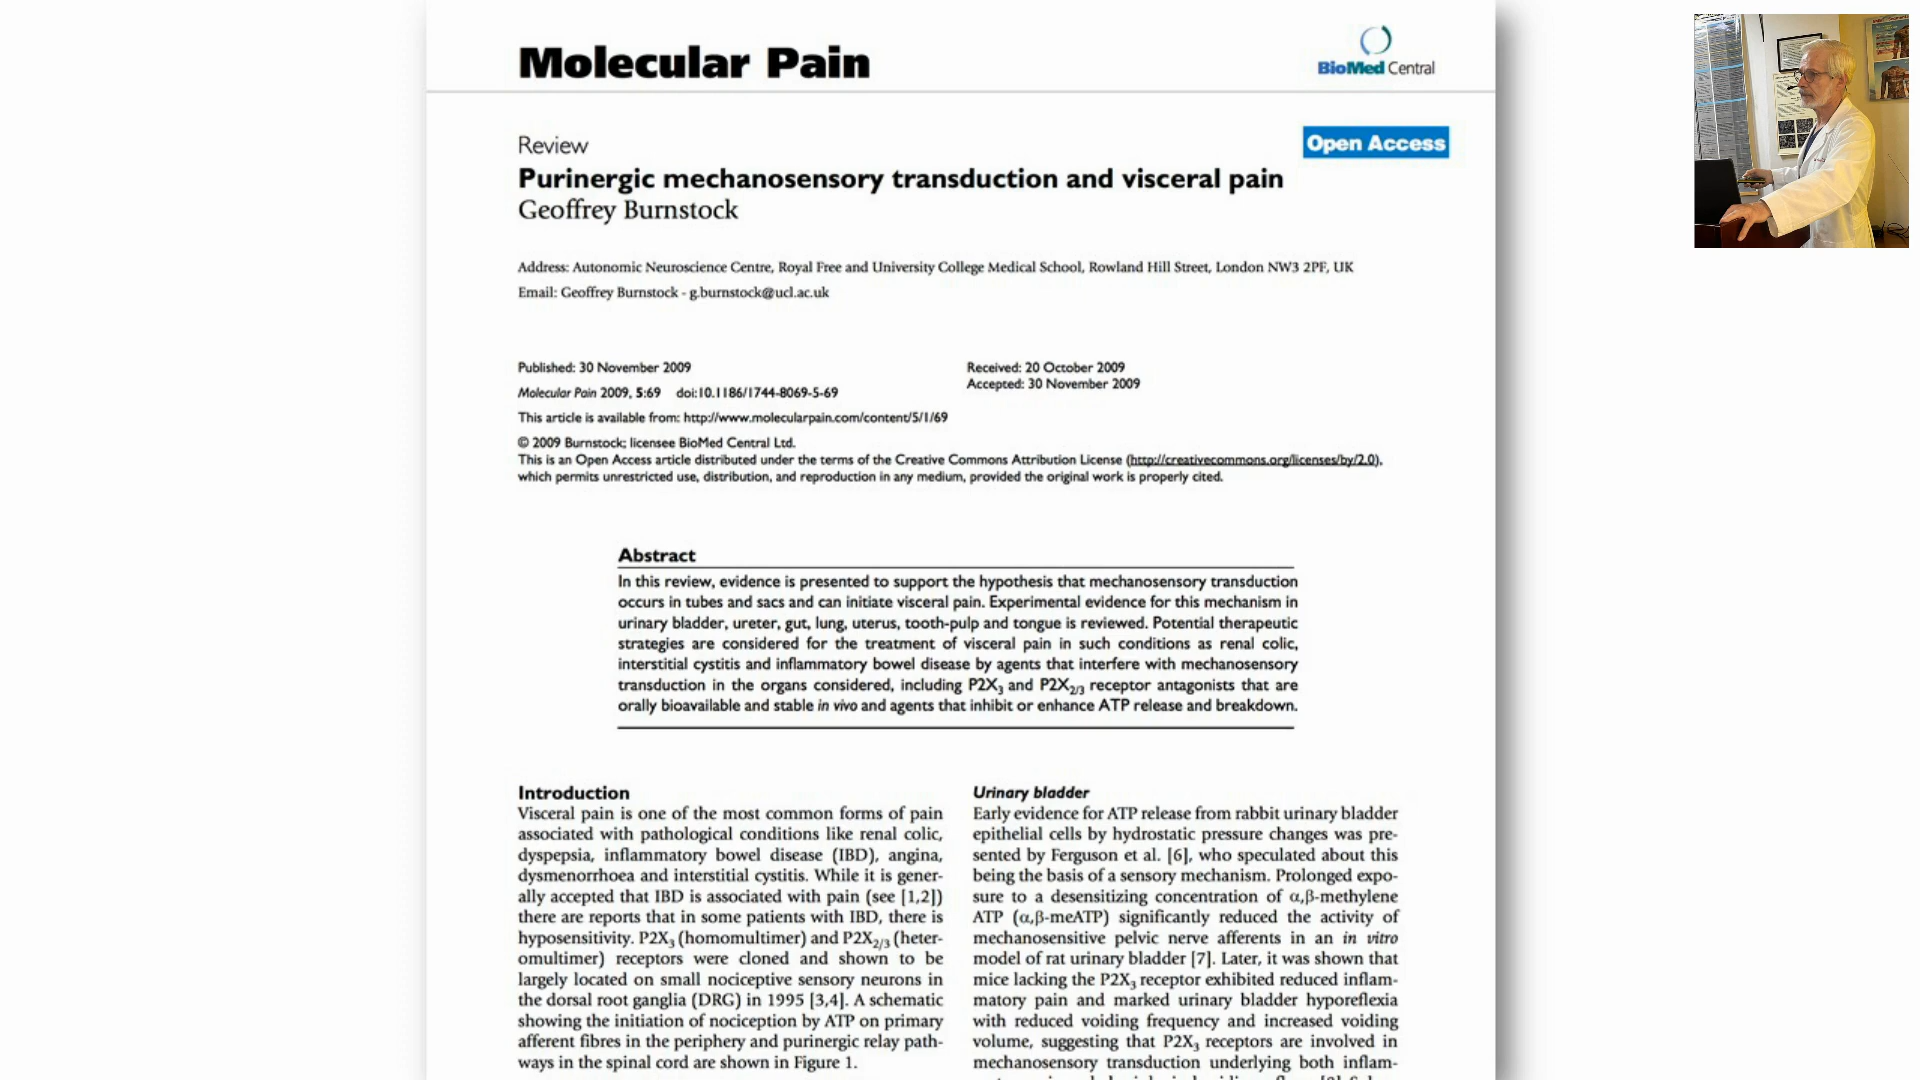 Molecular Pain
BioMed Central
Review
Open Access
Purinergic mechanosensory transduction and visceral pain
Geoffrey Burnstock
Address: Autonomic Neuroscience Centre, Royal Free and University College Medical School, Rowland Hill Street, London NW3 2PF, UK
Email: Geoffrey Burnstock - g.burnstock@ucl.ac.uk
Published: 30 November 2009
Molecular Pain 2009, 5:69 doi:10.1186/1744-8069-5-69
Received: 20 October 2009
Accepted: 30 November 2009
This article is available from: http://www.molecularpain.com/content/5/1/69
© 2009 Burnstock; licensee BioMed Central Ltd.
This is an Open Access article distributed under the terms of the Creative Commons Attribution License (http://creativecommons.org/licenses/by/2.0),
which permits unrestricted use, distribution, and reproduction in any medium, provided the original work is properly cited.
Abstract
In this review, evidence is presented to support the hypothesis that mechanosensory transduction
occurs in tubes and sacs and can initiate visceral pain. Experimental evidence for this mechanism in
urinary bladder, ureter, gut, lung, uterus, tooth-pulp and tongue is reviewed. Potential therapeutic
strategies are considered for the treatment of visceral pain in such conditions as renal colic,
interstitial cystitis and inflammatory bowel disease by agents that interfere with mechanosensory
transduction in the organs considered, including P2X3 and P2X2/3 receptor antagonists that are
orally bioavailable and stable in vivo and agents that inhibit or enhance ATP release and breakdown.
Introduction
Visceral pain is one of the most common forms of pain
associated with pathological conditions like renal colic,
dyspepsia, inflammatory bowel disease (IBD), angina,
dysmenorrhoea and interstitial cystitis. While it is gener-
ally accepted that IBD is associated with pain (see [1,2])
there are reports that in some patients with IBD, there is
hyposensitivity. P2X3 (homomultimer) and P2X2/3 (heter-
omultimer) receptors were cloned and shown to be
largely located on small nociceptive sensory neurons in
the dorsal root ganglia (DRG) in 1995 [3,4]. A schematic
showing the initiation of nociception by ATP on primary
afferent fibres in the periphery and purinergic relay path-
ways in the spinal cord are shown in Figure 1.
Urinary bladder
Early evidence for ATP release from rabbit urinary bladder
epithelial cells by hydrostatic pressure changes was pre-
sented by Ferguson et al. [6], who speculated about this
being the basis of a sensory mechanism. Prolonged expo-
sure to a desensitizing concentration of α,β-methylene
ATP (α,β-meATP) significantly reduced the activity of
mechanosensitive pelvic nerve afferents in an in vitro
model of rat urinary bladder [7]. Later, it was shown that
mice lacking the P2X3 receptor exhibited reduced inflam-
matory pain and marked urinary bladder hyporeflexia
with reduced voiding frequency and increased voiding
volume, suggesting that P2X3 receptors are involved in
mechanosensory transduction underlying both inflam-